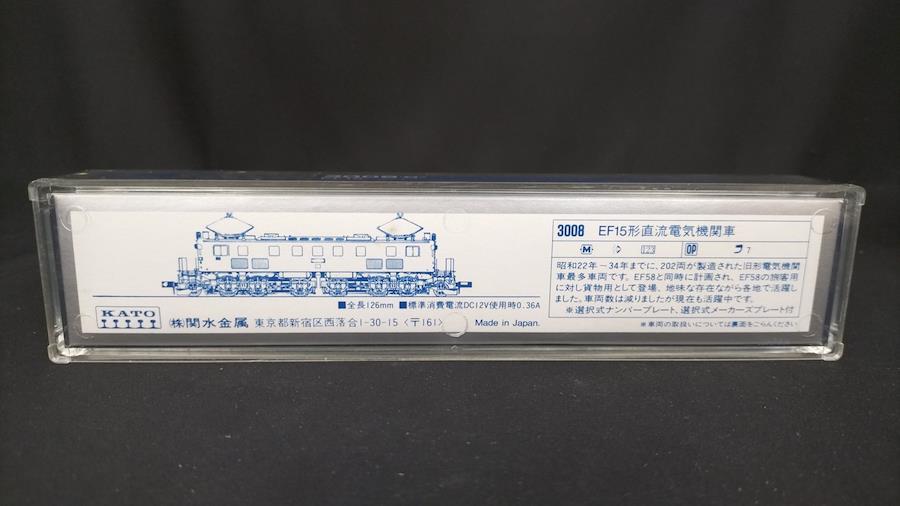 3008 EF15形直流電気機関車
M 123 OP 7
昭和22年～34年までに、202両が製造された旧形電気機関
車最多車両です。EF58と同時に計画され、EF58の旅客用
に対し貨物用として登場、地味な存在ながら各地で活躍し
ました。車両数は減りましたが現在も活躍中です。
※選択式ナンバープレート、選択式メーカーズプレート付
※車両の取扱いについては裏面をごらんください
■全長126mm ■標準消費電流DC12V使用時0.36A
KATO
㈱関水金属 東京都新宿区西落合1-30-15〈〒161〉 Made in Japan.